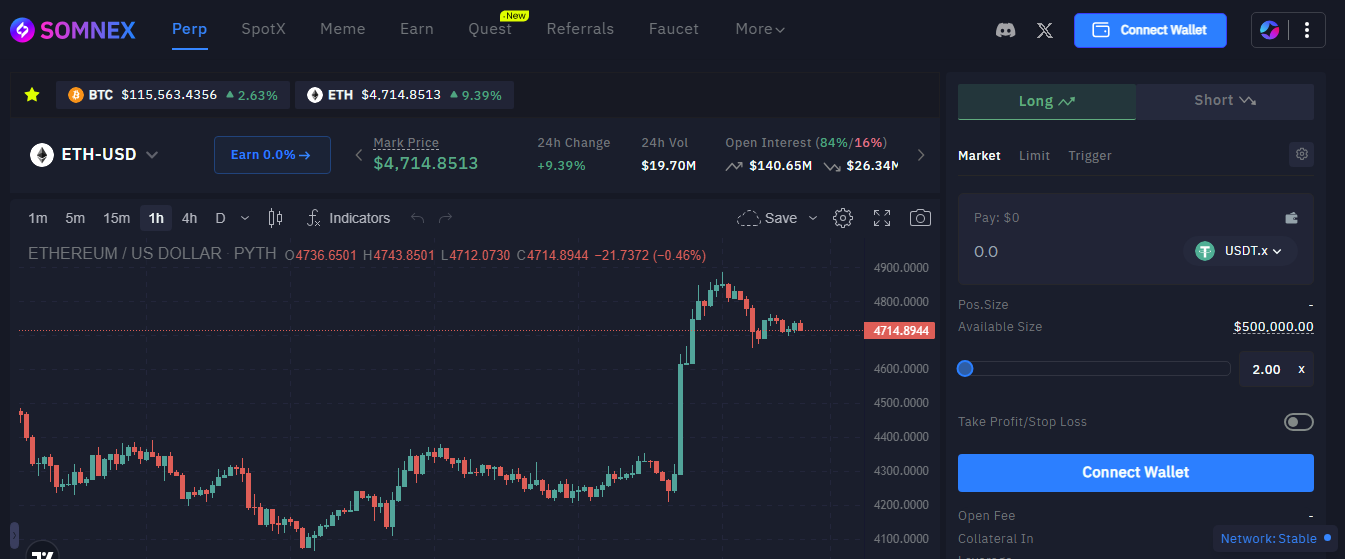 SOMNEX Perp SpotX Meme Earn Quest New Referrals Faucet More Connect Wallet
BTC $115,563.4356 2.63% ETH $4,714.8513 9.39%
Long Short
ETH-USD Earn 0.0%→
Mark Price 24h Change 24h Vol Open Interest (84%/16%)
$4,714.8513 +9.39% $19.70M $140.65M $26.34M
Market Limit Trigger
1m 5m 15m 1h 4h D Indicators Save
Pay: $0
0.0 USDT.x
ETHEREUM / US DOLLAR · PYTH O4736.6501 H4743.8501 L4712.0730 C4714.8944 −21.7372 (−0.46%)
4900.0000
4800.0000
4714.8944
4600.0000
4500.0000
4400.0000
4300.0000
4200.0000
4100.0000
Pos.Size -
Available Size $500,000.00
2.00 x
Take Profit/Stop Loss
Connect Wallet
Open Fee -
Collateral In
Network: Stable
Leverage